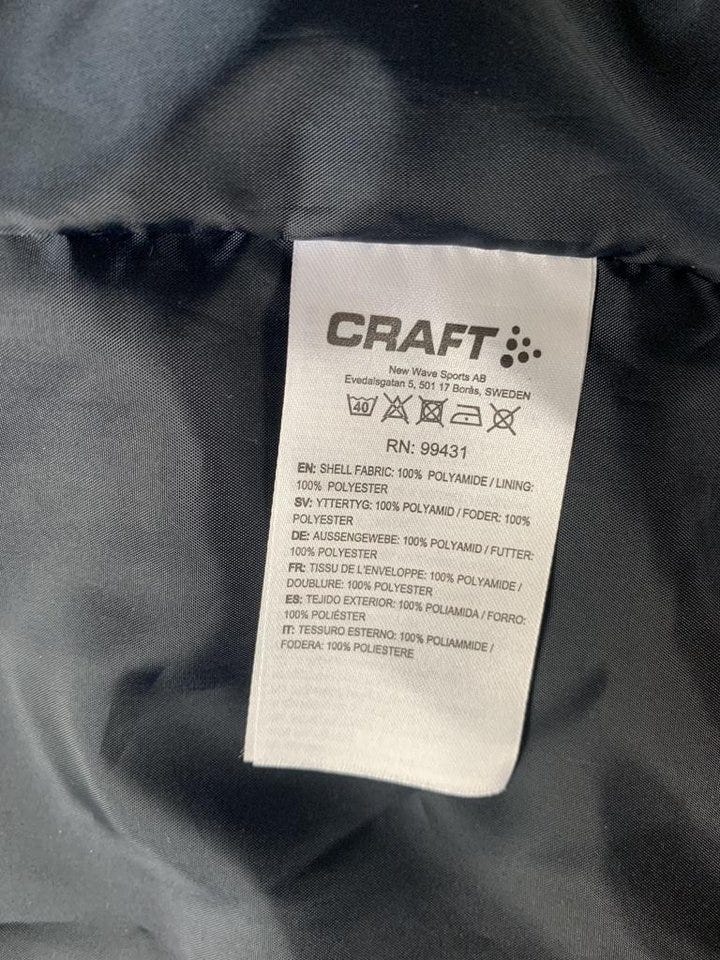 CRAFT
New Wave Sports AB
Evedalsgatan 5, 501 17 Borås, SWEDEN
40
RN: 99431
EN: SHELL FABRIC: 100% POLYAMIDE / LINING:
100% POLYESTER
SV: YTTERTYG: 100% POLYAMID / FODER: 100%
POLYESTER
DE: AUSSENGEWEBE: 100% POLYAMID / FUTTER:
100% POLYESTER
FR: TISSU DE L'ENVELOPPE: 100% POLYAMIDE /
DOUBLURE: 100% POLYESTER
ES: TEJIDO EXTERIOR: 100% POLIAMIDA / FORRO:
100% POLIÉSTER
IT: TESSURO ESTERNO: 100% POLIAMMIDE /
FODERA: 100% POLIESTERE